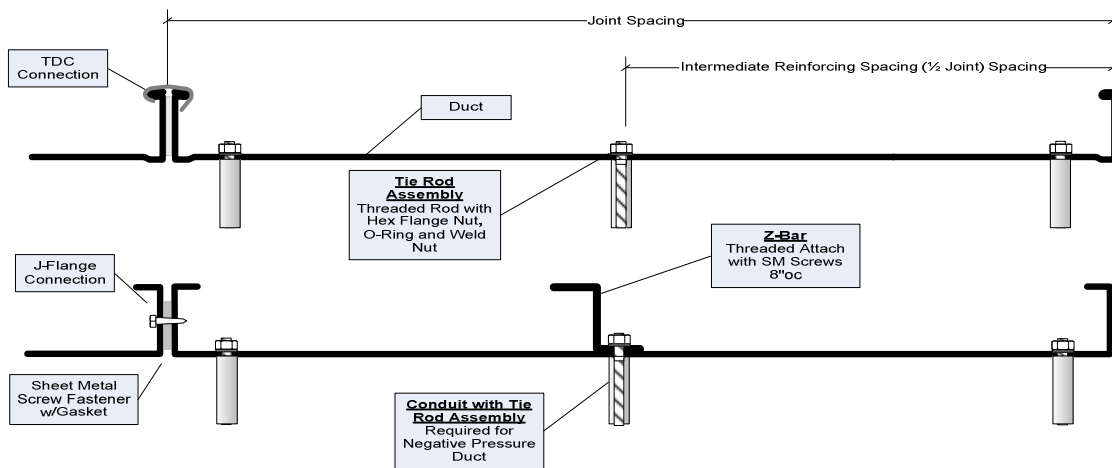 Joint Spacing
TDC
Connection
Intermediate Reinforcing Spacing (½ Joint) Spacing
Duct
Tie Rod
Assembly
Threaded Rod with
Hex Flange Nut,
O-Ring and Weld
Nut
Z-Bar
Threaded Attach
with SM Screws
8"oc
J-Flange
Connection
Sheet Metal
Screw Fastener
w/Gasket
Conduit with Tie
Rod Assembly
Required for
Negative Pressure
Duct